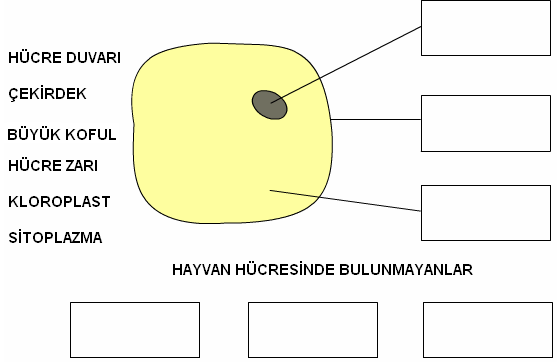 HÜCRE DUVARI
ÇEKİRDEK
BÜYÜK KOFUL
HÜCRE ZARI
KLOROPLAST
SİTOPLAZMA
HAYVAN HÜCRESİNDE BULUNMAYANLAR